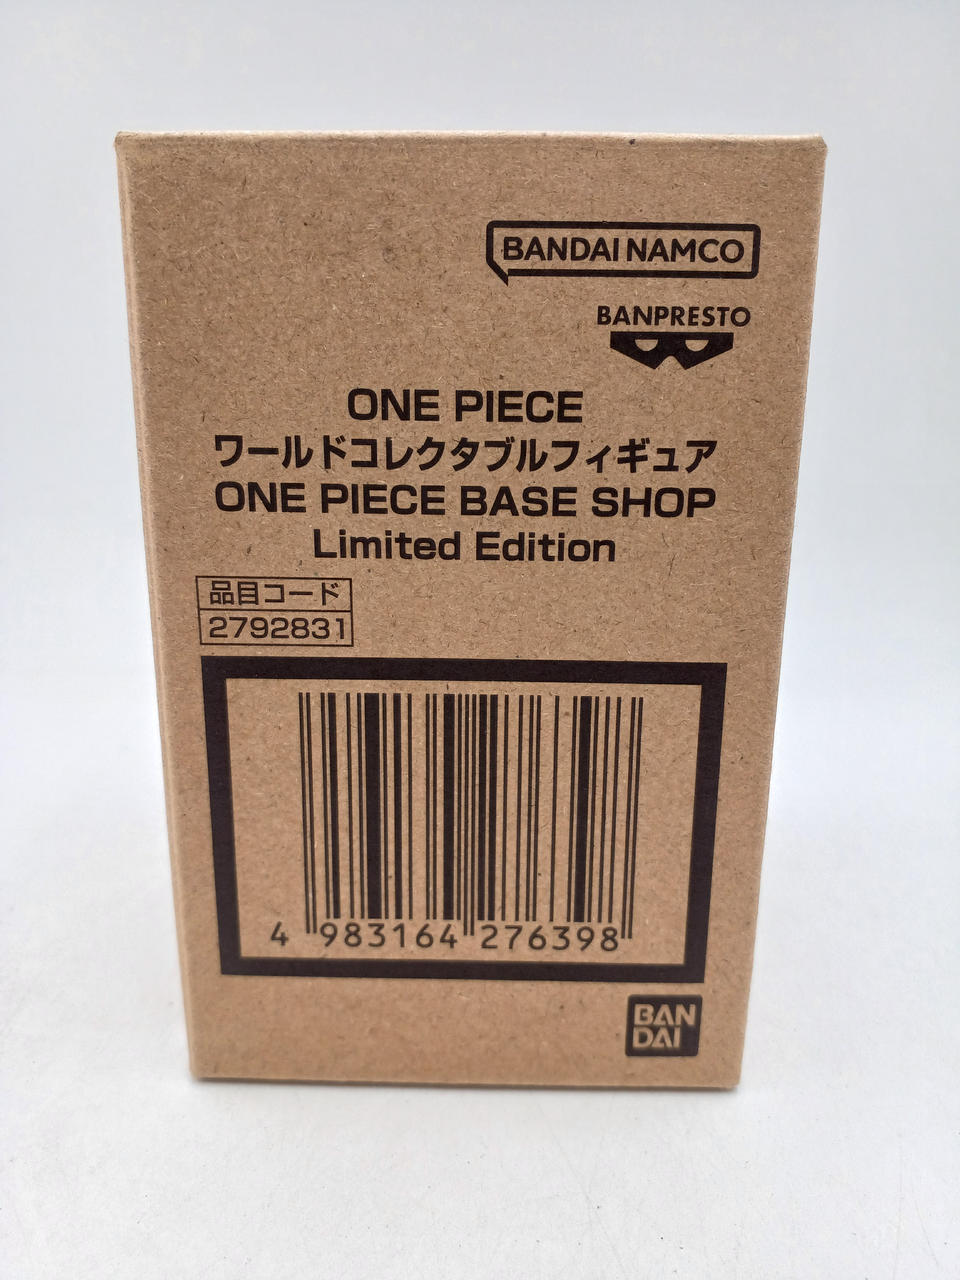 BANDAI NAMCO
BANPRESTO
ONE PIECE
ワールドコレクタブルフィギュア
ONE PIECE BASE SHOP
Limited Edition
品目コード
2792831
4 983164 276398
BAN
DAI